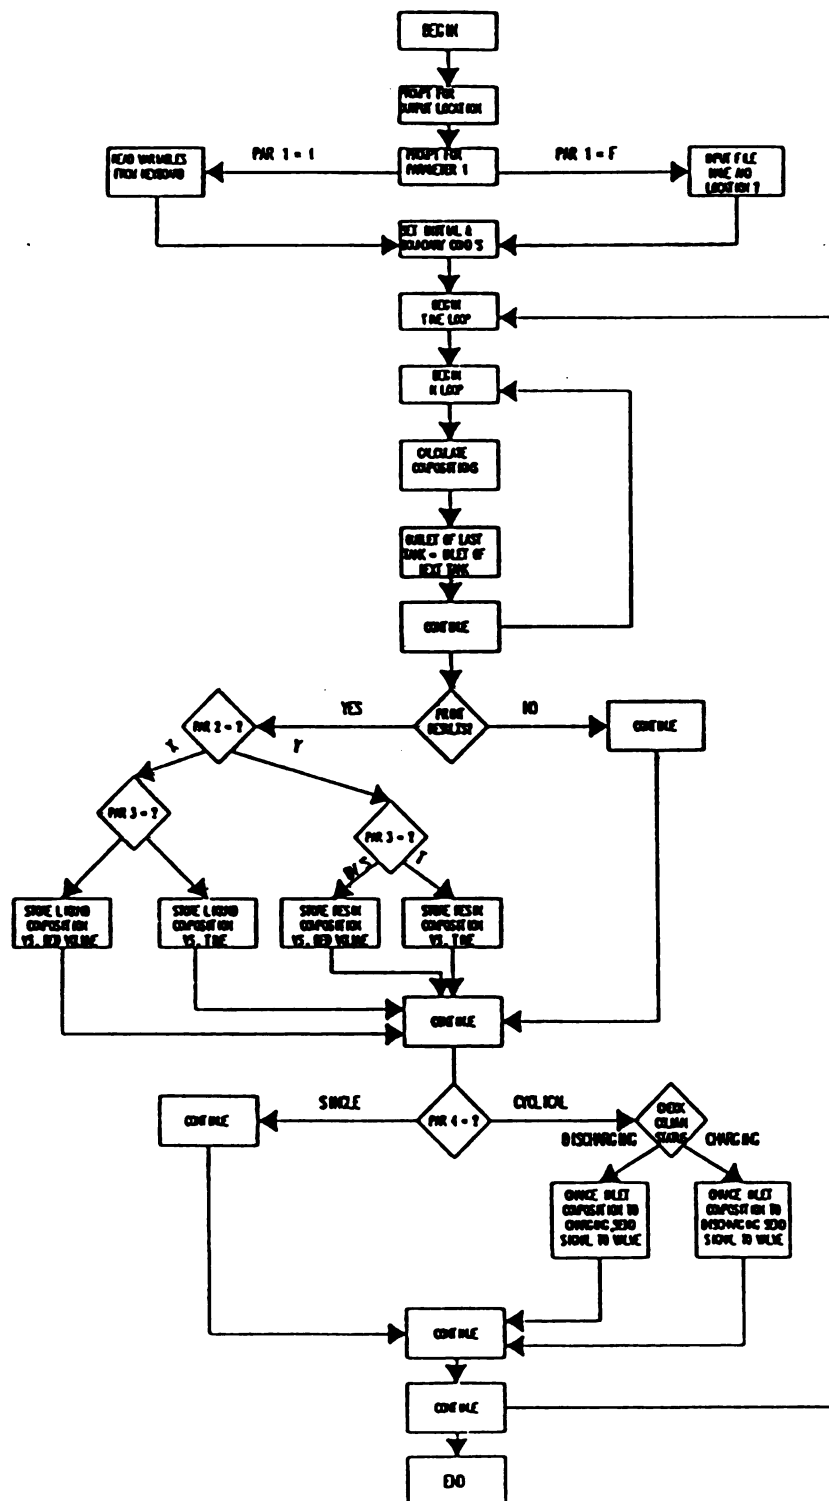 BEGIN
PROMPT FOR
OUTPUT LOCATION
PAR 1 = I
PROMPT FOR
PARAMETER 1
PAR 1 = F
READ VARIABLES
FROM KEYBOARD
INPUT FILE
NAME AND
LOCATION ?
SET INITIAL &
BOUNDARY COND'S
BEGIN
TIME LOOP
BEGIN
N LOOP
CALCULATE
COMPOSITIONS
OUTLET OF LAST
TANK = INLET OF
NEXT TANK
CONTINUE
YES
PRINT
RESULTS?
NO
CONTINUE
PAR 2 = ?
X
Y
PAR 3 = ?
PAR 3 = ?
T
STORE LIQUID
COMPOSITION
VS. BED VOLUME
STORE LIQUID
COMPOSITION
VS. TIME
STORE RESIN
COMPOSITION
VS. BED VOLUME
STORE RESIN
COMPOSITION
VS. TIME
CONTINUE
CONTINUE
SINGLE
PAR 4 = ?
CYCLICAL
CHECK
COLUMN
STATUS
DISCHARGING
CHARGING
CHANGE INLET
COMPOSITION TO
CHARGING, SEND
SIGNAL TO VALVE
CHANGE INLET
COMPOSITION TO
DISCHARGING SEND
SIGNAL TO VALVE
CONTINUE
CONTINUE
END